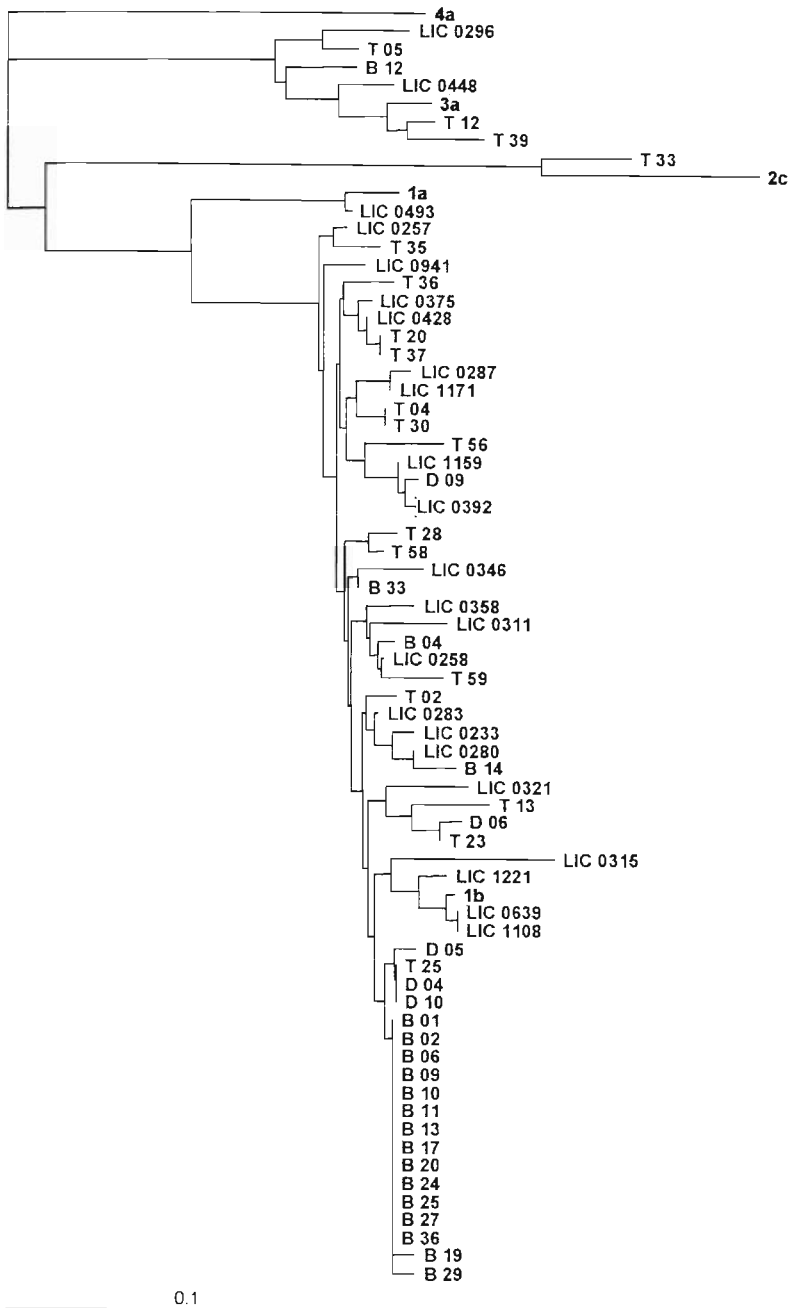 4a
LIC 0296
T 05
B 12
LIC 0448
3a
T 12
T 39
T 33
2c
1a
LIC 0493
LIC 0257
T 35
LIC 0941
T 36
LIC 0375
LIC 0428
T 20
T 37
LIC 0287
LIC 1171
T 04
T 30
T 56
LIC 1159
D 09
LIC 0392
T 28
T 58
LIC 0346
B 33
LIC 0358
LIC 0311
B 04
LIC 0258
T 59
T 02
LIC 0283
LIC 0233
LIC 0280
B 14
LIC 0321
T 13
D 06
T 23
LIC 0315
LIC 1221
1b
LIC 0639
LIC 1108
D 05
T 25
D 04
D 10
B 01
B 02
B 06
B 09
B 10
B 11
B 13
B 17
B 20
B 24
B 25
B 27
B 36
B 19
B 29
0.1